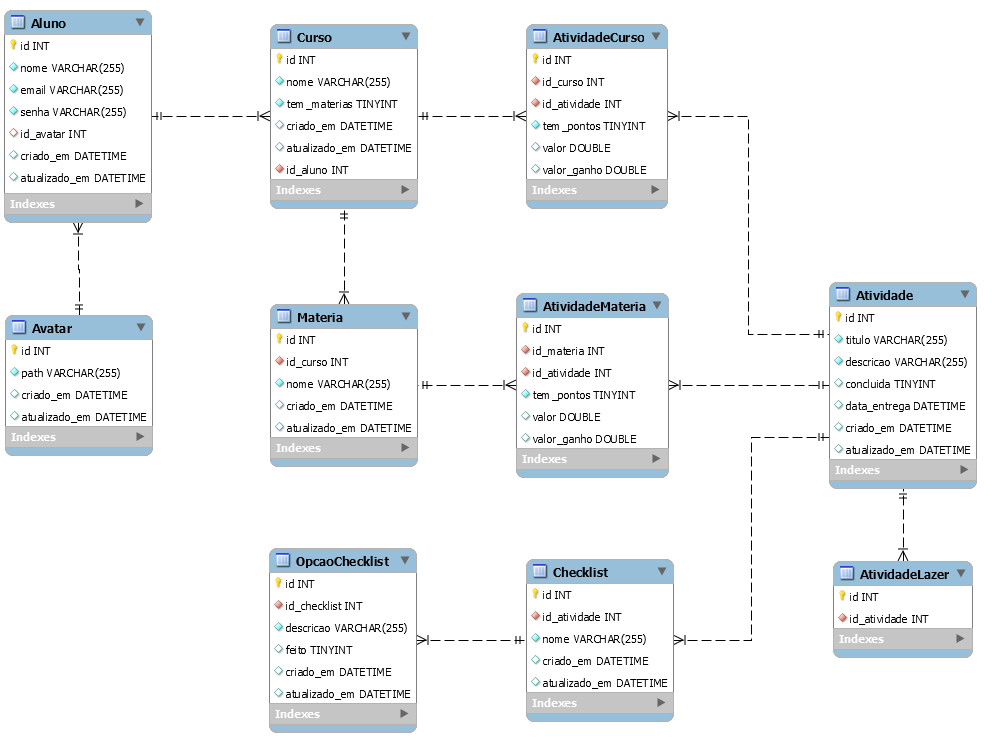 Aluno
id INT
nome VARCHAR(255)
email VARCHAR(255)
senha VARCHAR(255)
id_avatar INT
criado_em DATETIME
atualizado_em DATETIME
Indexes
Curso
id INT
nome VARCHAR(255)
tem_materias TINYINT
criado_em DATETIME
atualizado_em DATETIME
id_aluno INT
Indexes
AtividadeCurso
id INT
id_curso INT
id_atividade INT
tem_pontos TINYINT
valor DOUBLE
valor_ganho DOUBLE
Indexes
Avatar
id INT
path VARCHAR(255)
criado_em DATETIME
atualizado_em DATETIME
Indexes
Materia
id INT
id_curso INT
nome VARCHAR(255)
criado_em DATETIME
atualizado_em DATETIME
Indexes
AtividadeMateria
id INT
id_materia INT
id_atividade INT
tem_pontos TINYINT
valor DOUBLE
valor_ganho DOUBLE
Indexes
Atividade
id INT
titulo VARCHAR(255)
descricao VARCHAR(255)
concluida TINYINT
data_entrega DATETIME
criado_em DATETIME
atualizado_em DATETIME
Indexes
OpcaoChecklist
id INT
id_checklist INT
descricao VARCHAR(255)
feito TINYINT
criado_em DATETIME
atualizado_em DATETIME
Indexes
Checklist
id INT
id_atividade INT
nome VARCHAR(255)
criado_em DATETIME
atualizado_em DATETIME
Indexes
AtividadeLazer
id INT
id_atividade INT
Indexes